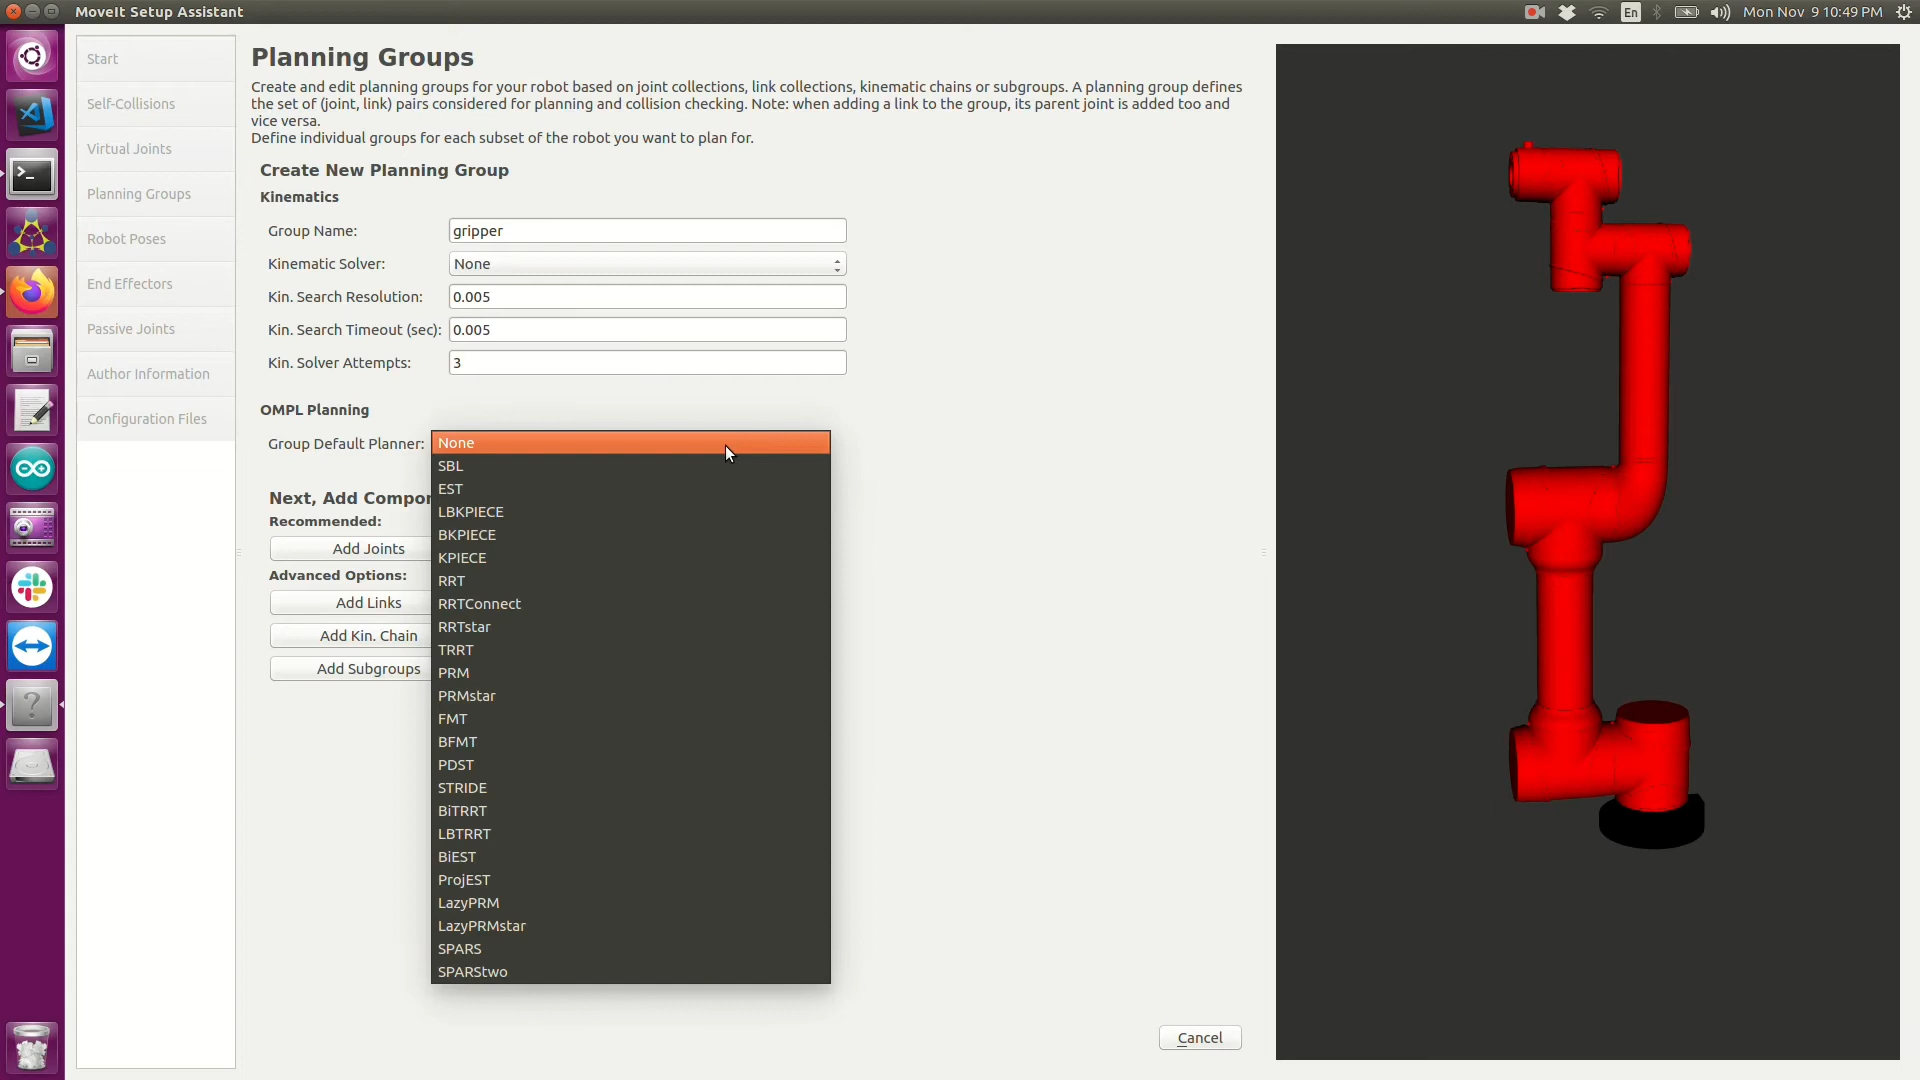 MoveIt Setup Assistant
En
Mon Nov 9 10:49 PM
Start
Self-Collisions
Virtual Joints
Planning Groups
Robot Poses
End Effectors
Passive Joints
Author Information
Configuration Files
Planning Groups
Create and edit planning groups for your robot based on joint collections, link collections, kinematic chains or subgroups. A planning group defines
the set of (joint, link) pairs considered for planning and collision checking. Note: when adding a link to the group, its parent joint is added too and
vice versa.
Define individual groups for each subset of the robot you want to plan for.
Create New Planning Group
Kinematics
Group Name: gripper
Kinematic Solver: None
Kin. Search Resolution: 0.005
Kin. Search Timeout (sec): 0.005
Kin. Solver Attempts: 3
OMPL Planning
Group Default Planner: None
SBL
EST
LBKPIECE
BKPIECE
KPIECE
RRT
RRTConnect
RRTstar
TRRT
PRM
PRMstar
FMT
BFMT
PDST
STRIDE
BiTRRT
LBTRRT
BiEST
ProjEST
LazyPRM
LazyPRMstar
SPARS
SPARStwo
Next, Add Compor
Recommended:
Add Joints
Advanced Options:
Add Links
Add Kin. Chain
Add Subgroups
Cancel